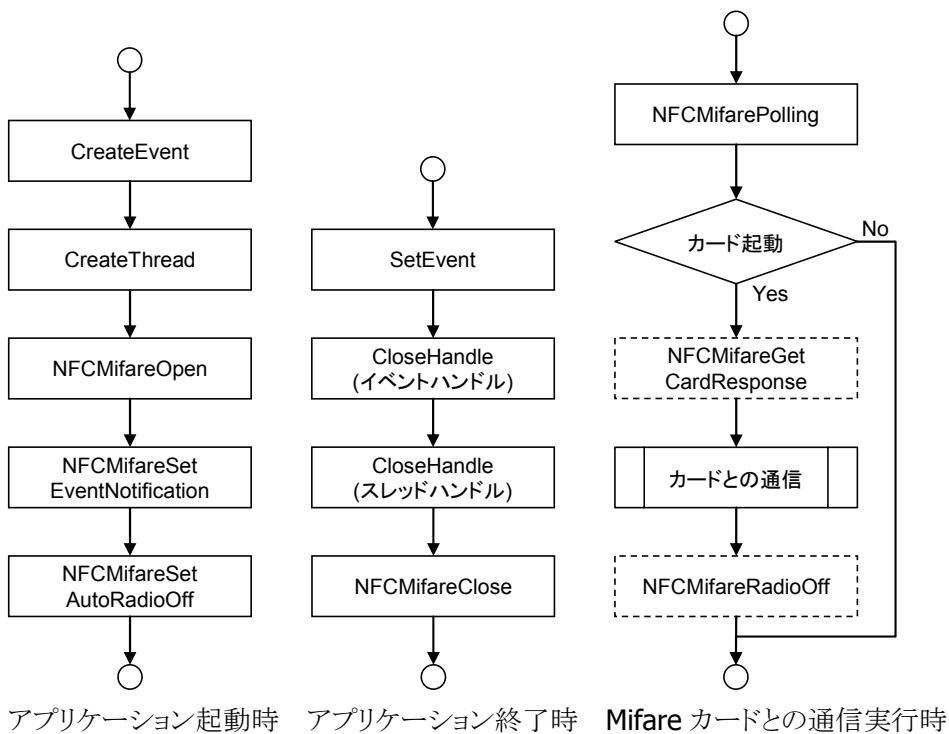 CreateEvent
CreateThread
NFCMifareOpen
NFCMifareSet
EventNotification
NFCMifareSet
AutoRadioOff
アプリケーション起動時
SetEvent
CloseHandle
(イベントハンドル)
CloseHandle
(スレッドハンドル)
NFCMifareClose
アプリケーション終了時
NFCMifarePolling
カード起動
No
Yes
NFCMifareGet
CardResponse
カードとの通信
NFCMifareRadioOff
Mifare カードとの通信実行時